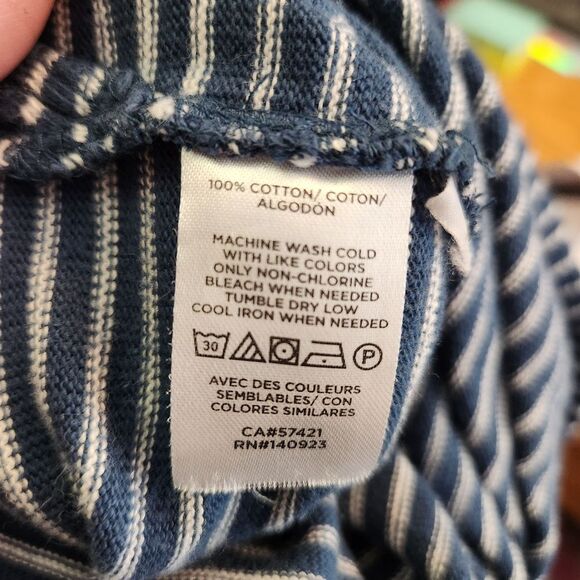 100% COTTON/ COTON/
ALGODÓN
MACHINE WASH COLD
WITH LIKE COLORS
ONLY NON-CHLORINE
BLEACH WHEN NEEDED
TUMBLE DRY LOW
COOL IRON WHEN NEEDED
30 P
AVEC DES COULEURS
SEMBLABLES/ CON
COLORES SIMILARES
CA#57421
RN#140923